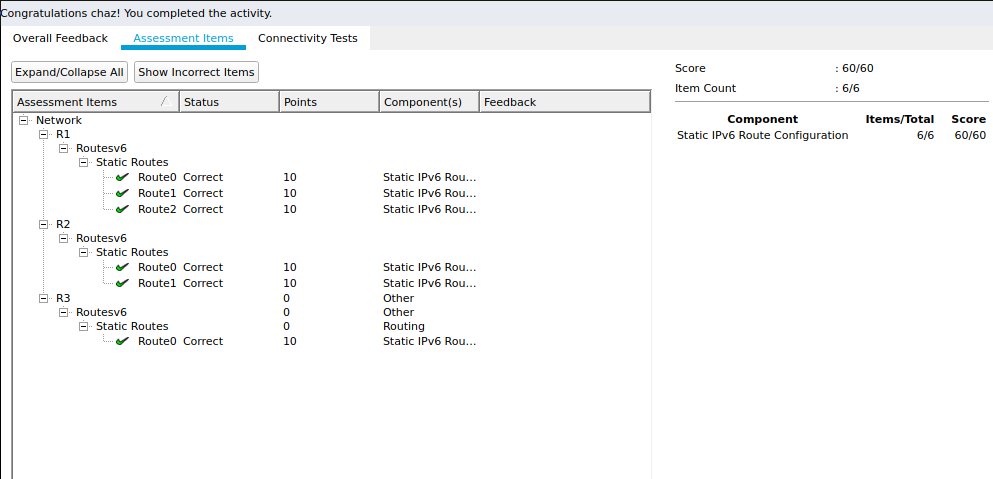 Congratulations chaz! You completed the activity.
Overall Feedback Assessment Items Connectivity Tests
Expand/Collapse All Show Incorrect Items
Score : 60/60
Item Count : 6/6
Assessment Items Status Points Component(s) Feedback
Component Items/Total Score
Static IPv6 Route Configuration 6/6 60/60
Network
R1
Routesv6
Static Routes
Route0 Correct 10 Static IPv6 Rou...
Route1 Correct 10 Static IPv6 Rou...
Route2 Correct 10 Static IPv6 Rou...
R2
Routesv6
Static Routes
Route0 Correct 10 Static IPv6 Rou...
Route1 Correct 10 Static IPv6 Rou...
R3 0 Other
Routesv6 0 Other
Static Routes 0 Routing
Route0 Correct 10 Static IPv6 Rou...